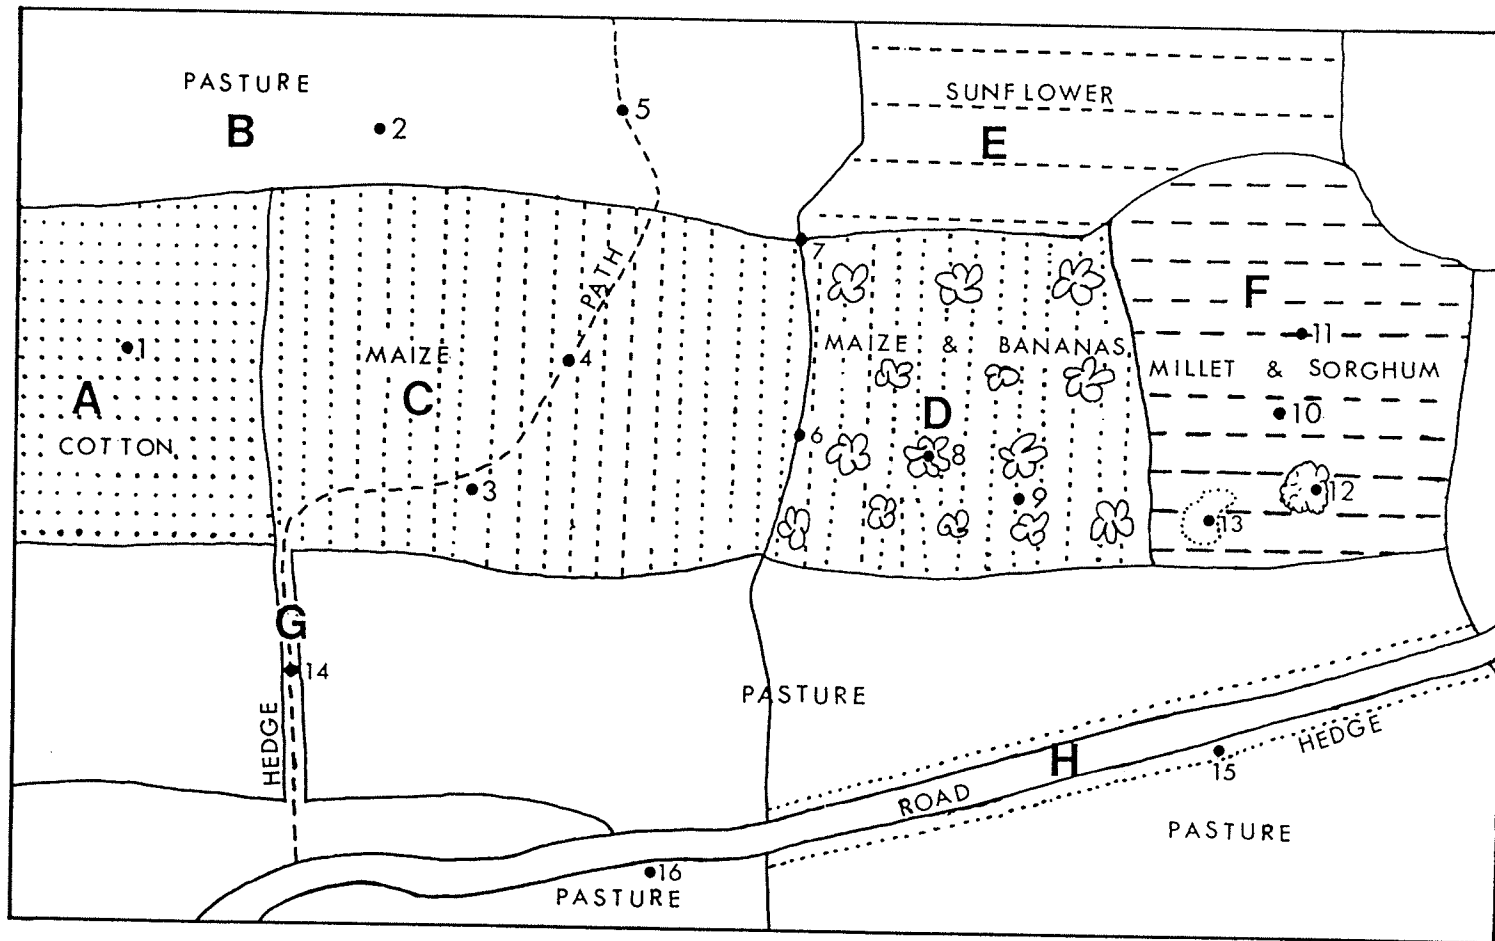 PASTURE
B
2
5
SUNFLOWER
E
PATH
7
F
1
MAIZE
4
MAIZE & BANANAS
11
MILLET & SORGHUM
A
C
D
10
COTTON
6
8
3
9
12
13
G
14
HEDGE
PASTURE
H
HEDGE
15
ROAD
PASTURE
16
PASTURE